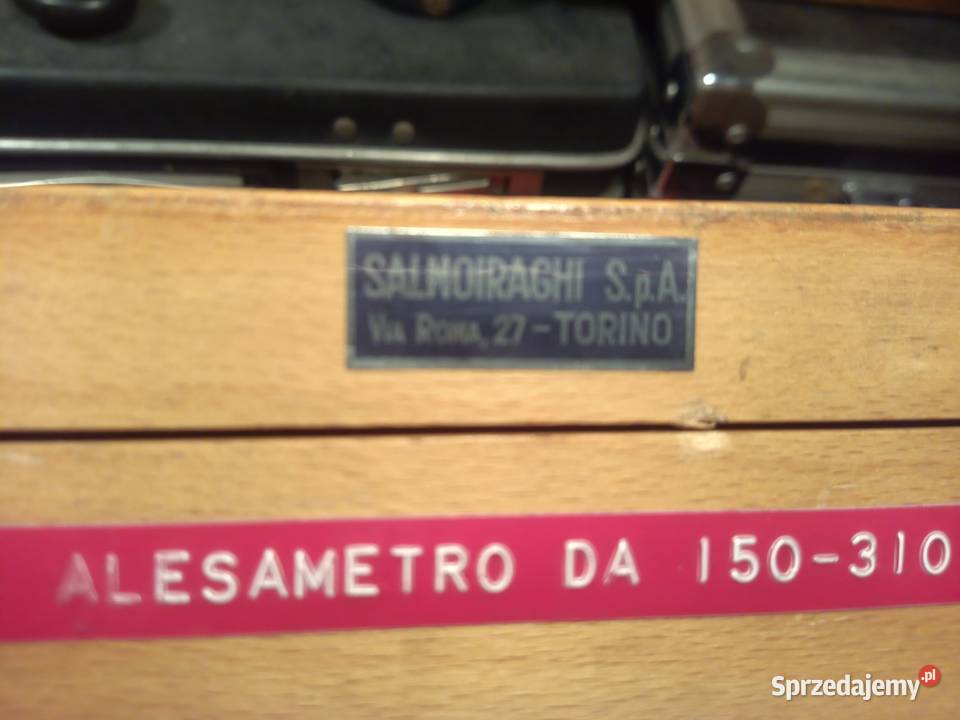 SALMOIRAGHI S.p.A.
VIA ROMA, 27 - TORINO
ALESAMETRO DA 150-310
Sprzedajemy.pl